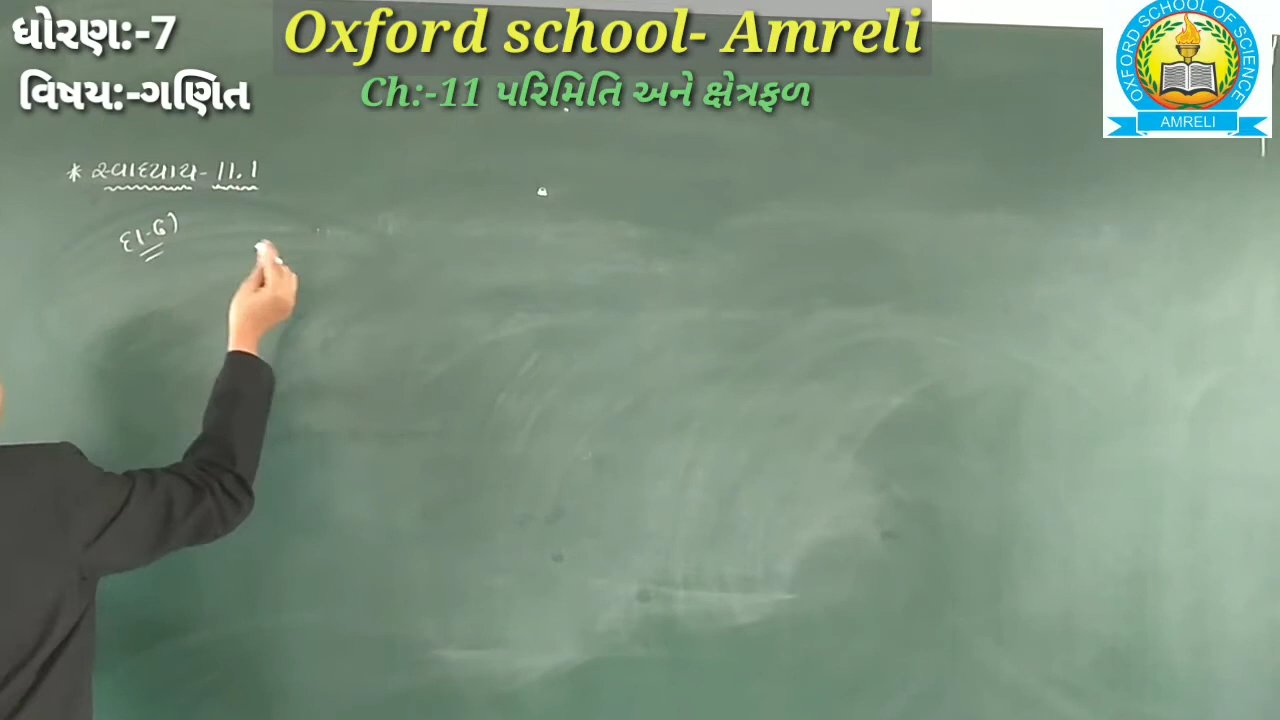 ધોરણ:-7
વિષય:-ગણિત
Oxford school- Amreli
Ch:-11 પરિમિતિ અને ક્ષેત્રફળ
OXFORD SCHOOL OF SCIENCE
AMRELI
* સ્વાધ્યાય- 11.1